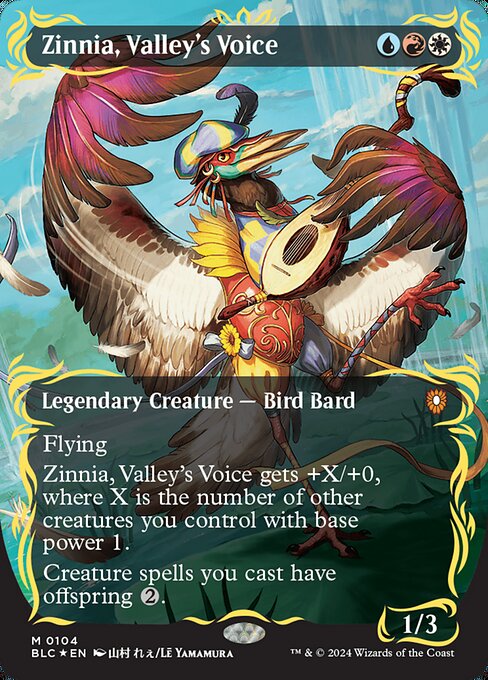 Zinnia, Valley's Voice
Legendary Creature — Bird Bard
Flying
Zinnia, Valley's Voice gets +X/+0,
where X is the number of other
creatures you control with base
power 1.
Creature spells you cast have
offspring 2.
1/3
M 0104
BLC ★ EN 山村 れぇ/LĒ YAMAMURA
™ & © 2024 Wizards of the Coast